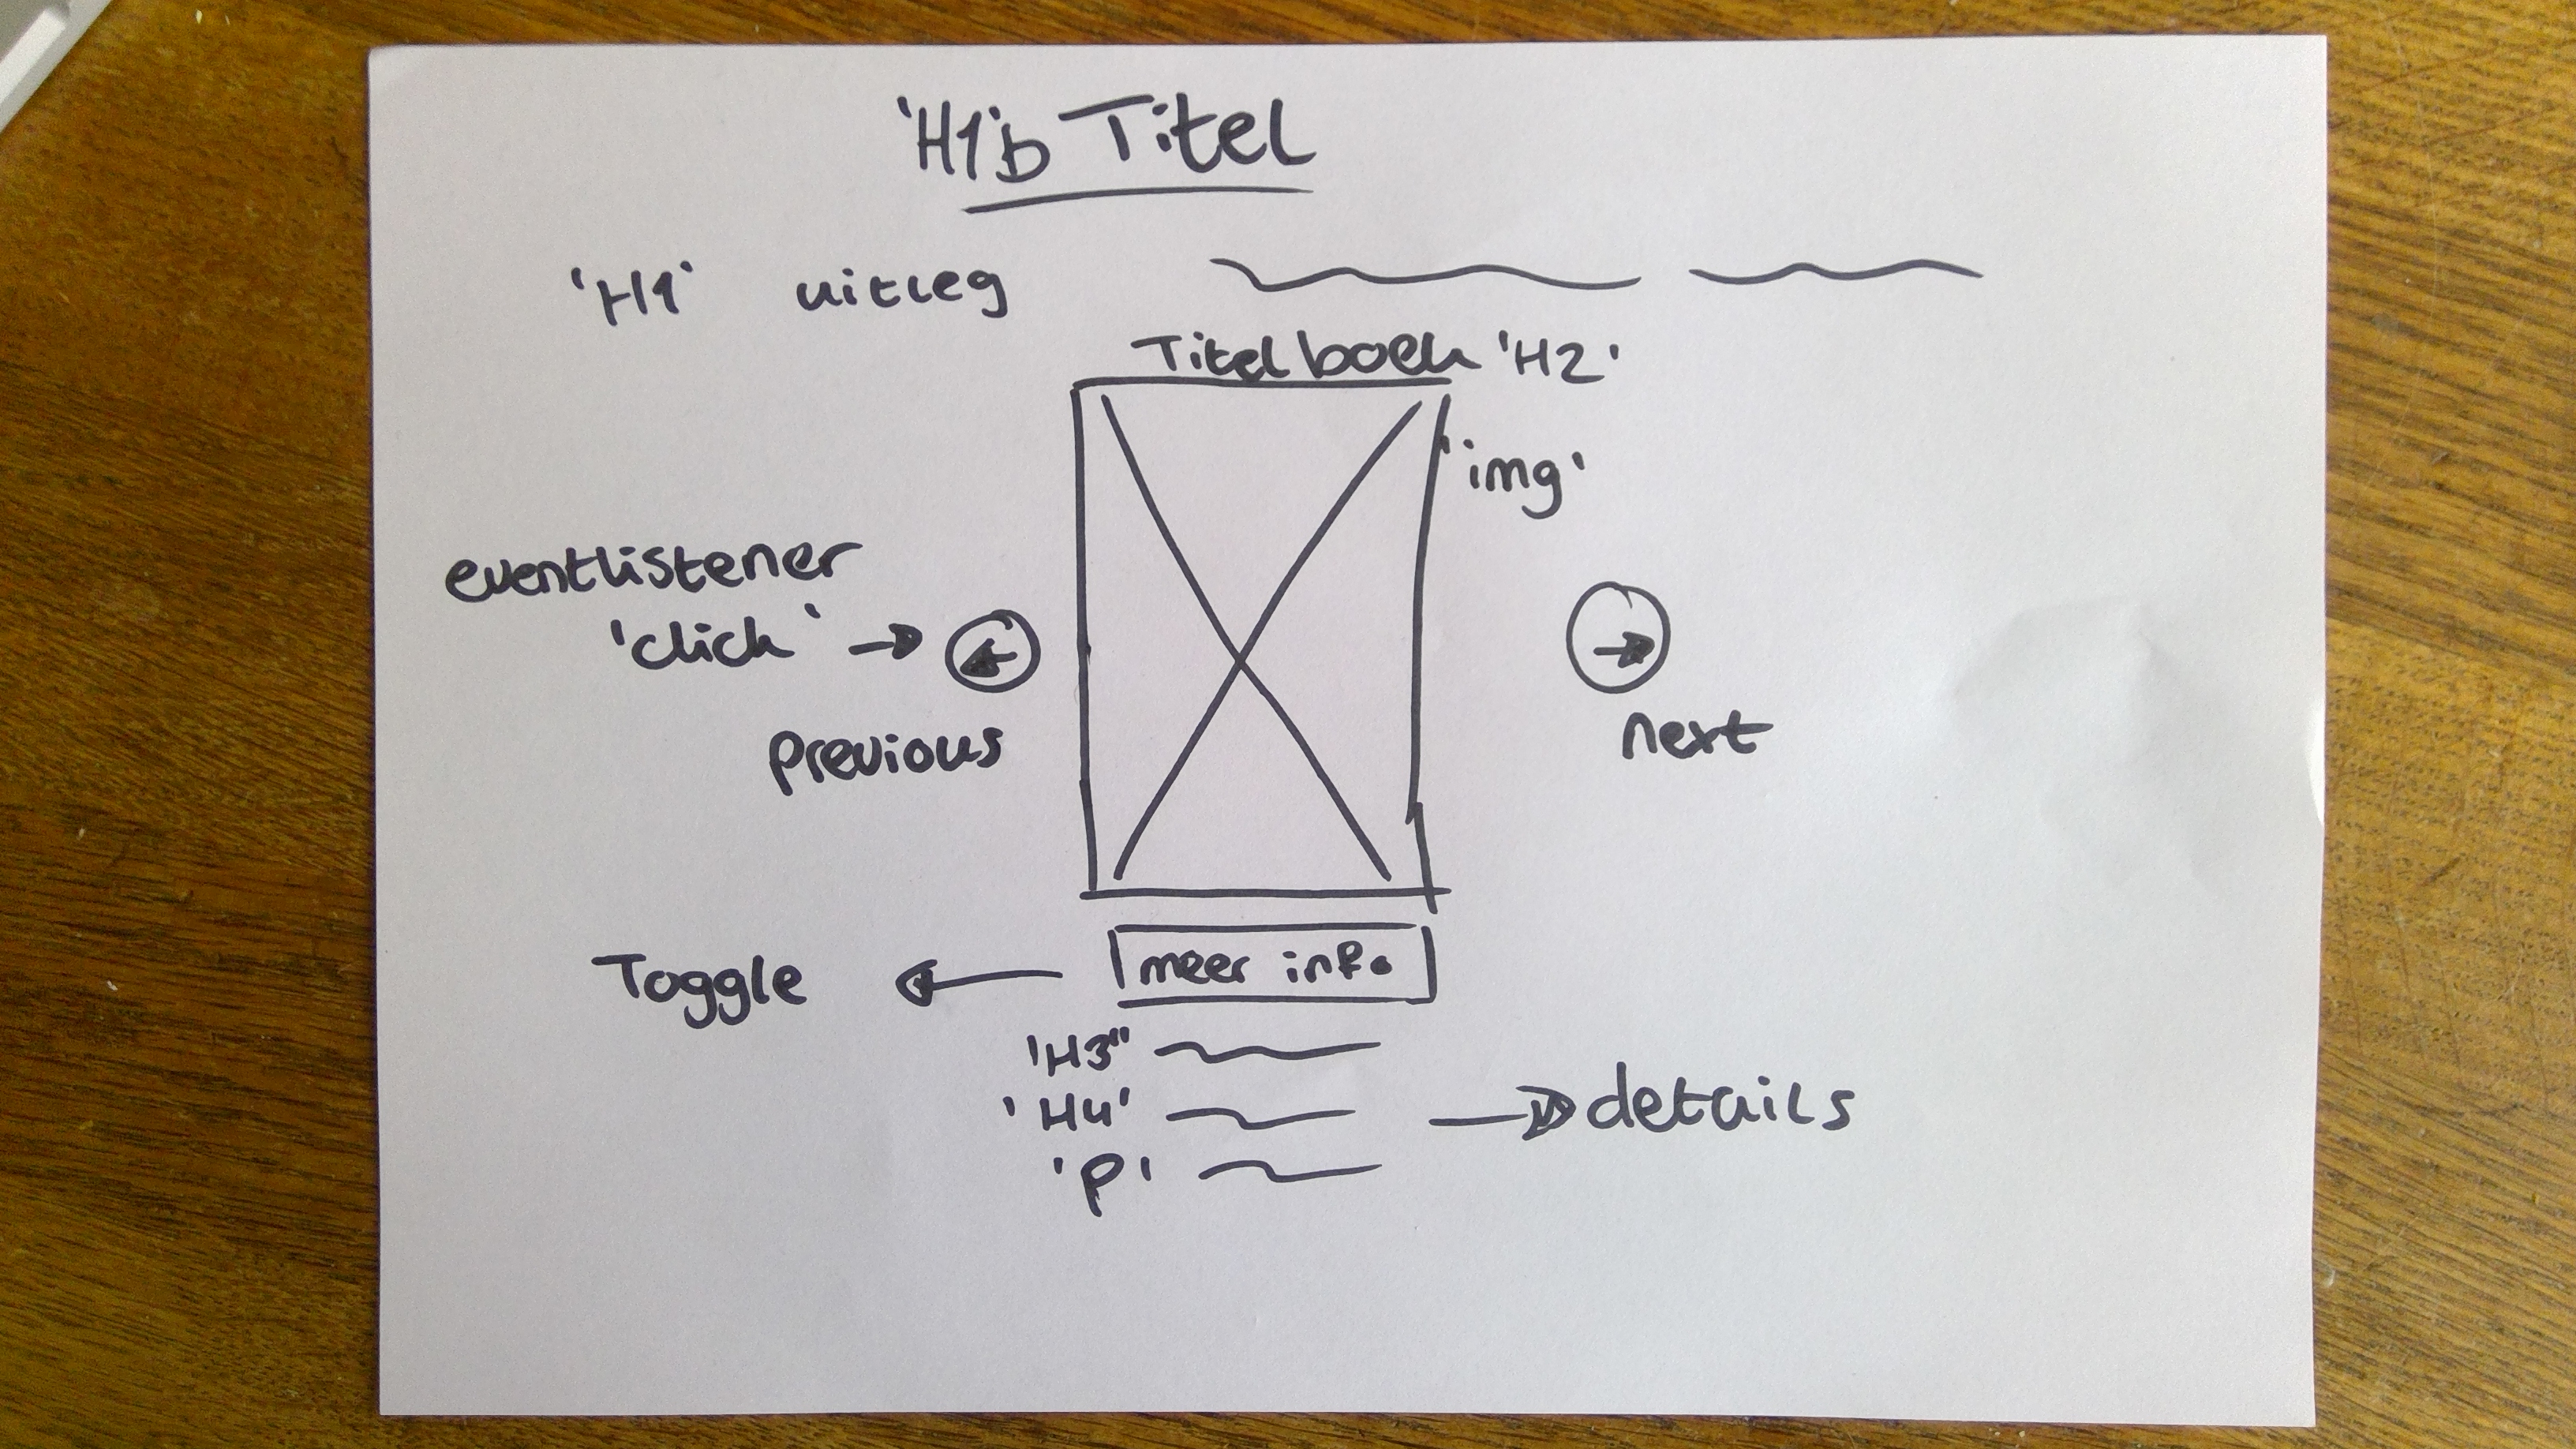 'H1'b Titel
'H1' uitleg
Titel boek 'H2'
'img'
eventlistener
'click'
previous
next
meer info
Toggle
'H3"
'H4'
details
'P'